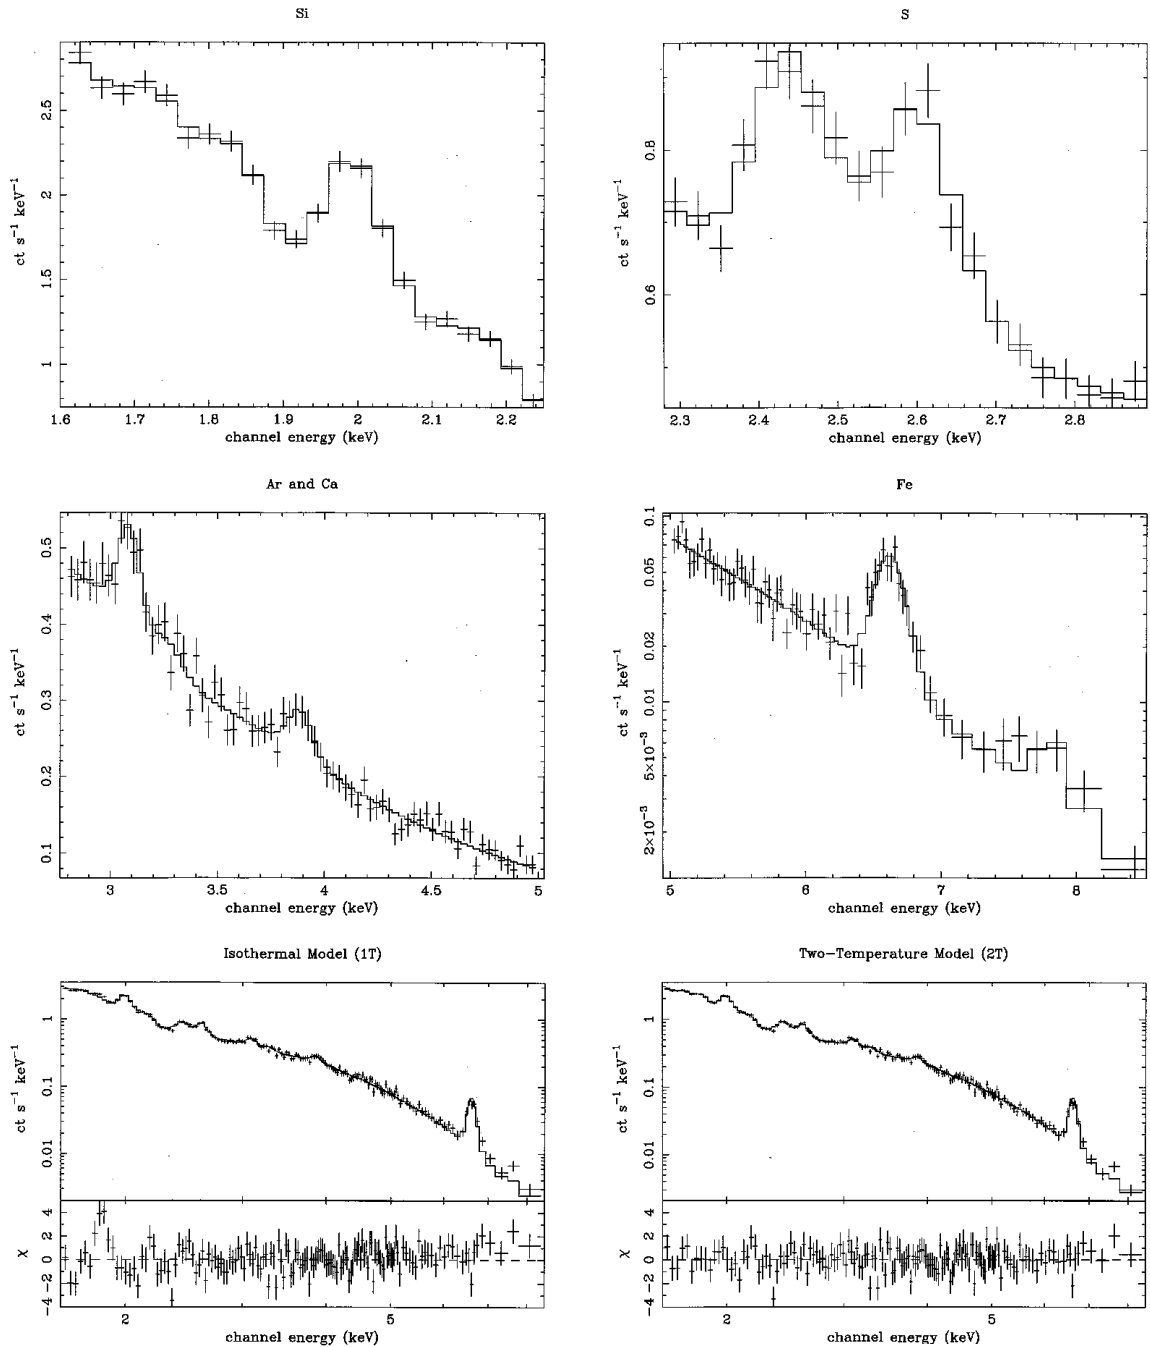 Si
ct s⁻¹ keV⁻¹
2.5
2
1.5
1
1.6 1.7 1.8 1.9 2 2.1 2.2
channel energy (keV)
S
ct s⁻¹ keV⁻¹
0.8
0.6
2.3 2.4 2.5 2.6 2.7 2.8
channel energy (keV)
Ar and Ca
ct s⁻¹ keV⁻¹
0.5
0.4
0.3
0.2
0.1
3 3.5 4 4.5 5
channel energy (keV)
Fe
ct s⁻¹ keV⁻¹
0.1
0.05
0.02
0.01
5×10⁻³
2×10⁻³
5 6 7 8
channel energy (keV)
Isothermal Model (1T)
ct s⁻¹ keV⁻¹
1
0.1
0.01
χ
4
2
0
−2
−4
2 5
channel energy (keV)
Two−Temperature Model (2T)
ct s⁻¹ keV⁻¹
1
0.1
0.01
χ
4
2
0
−2
−4
2 5
channel energy (keV)